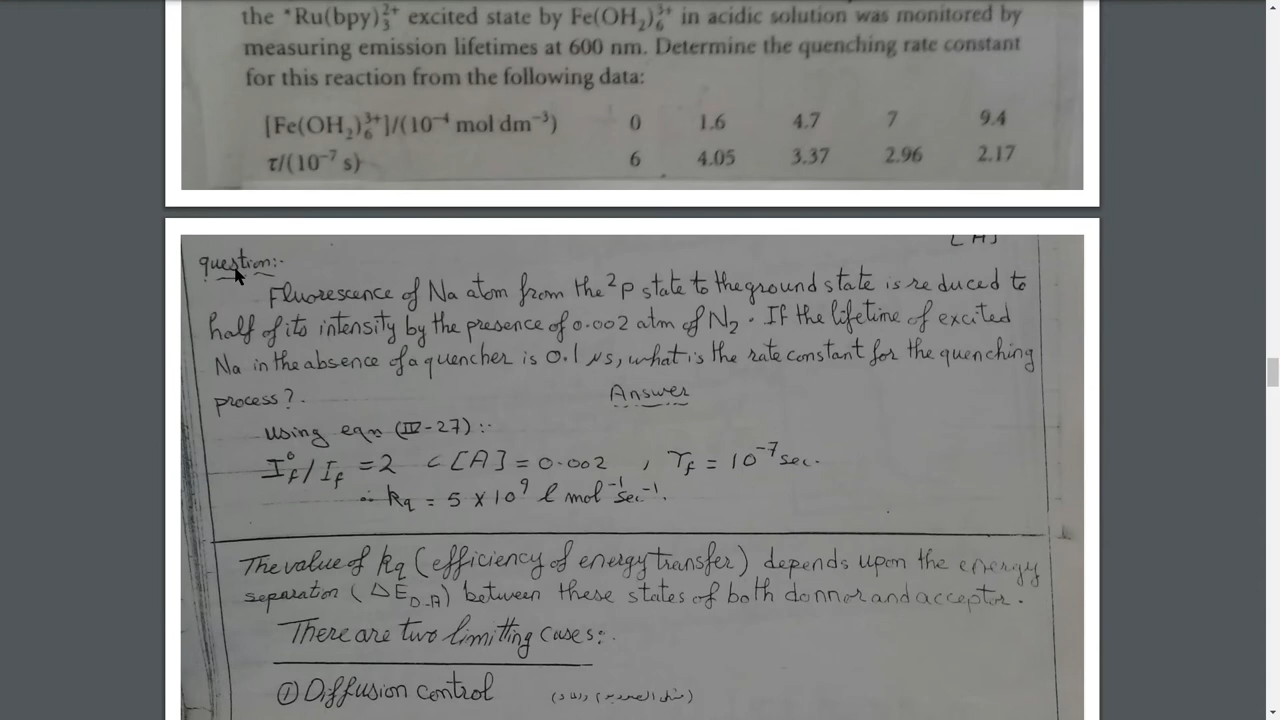 the *Ru(bpy)₃²⁺ excited state by Fe(OH₂)₆³⁺ in acidic solution was monitored by
measuring emission lifetimes at 600 nm. Determine the quenching rate constant
for this reaction from the following data:
[Fe(OH₂)₆³⁺]/(10⁻⁴ mol dm⁻³) 0 1.6 4.7 7 9.4
τ/(10⁻⁷ s) 6 4.05 3.37 2.96 2.17
[A]
question:-
Fluorescence of Na atom from the ²P state to the ground state is reduced to
half of its intensity by the presence of 0.002 atm of N₂. If the lifetime of excited
Na in the absence of a quencher is 0.1 μs, what is the rate constant for the quenching
process?.
Answer
Using eqn (IV-27):-
I°f/If = 2 c [A] = 0.002 , τf = 10⁻⁷ sec.
∴ kq = 5 × 10⁹ l mol⁻¹ sec⁻¹.
The value of kq (efficiency of energy transfer) depends upon the energy
separation (ΔE D-A) between these states of both donnor and acceptor.
There are two limitting cases:.
① Diffusion control